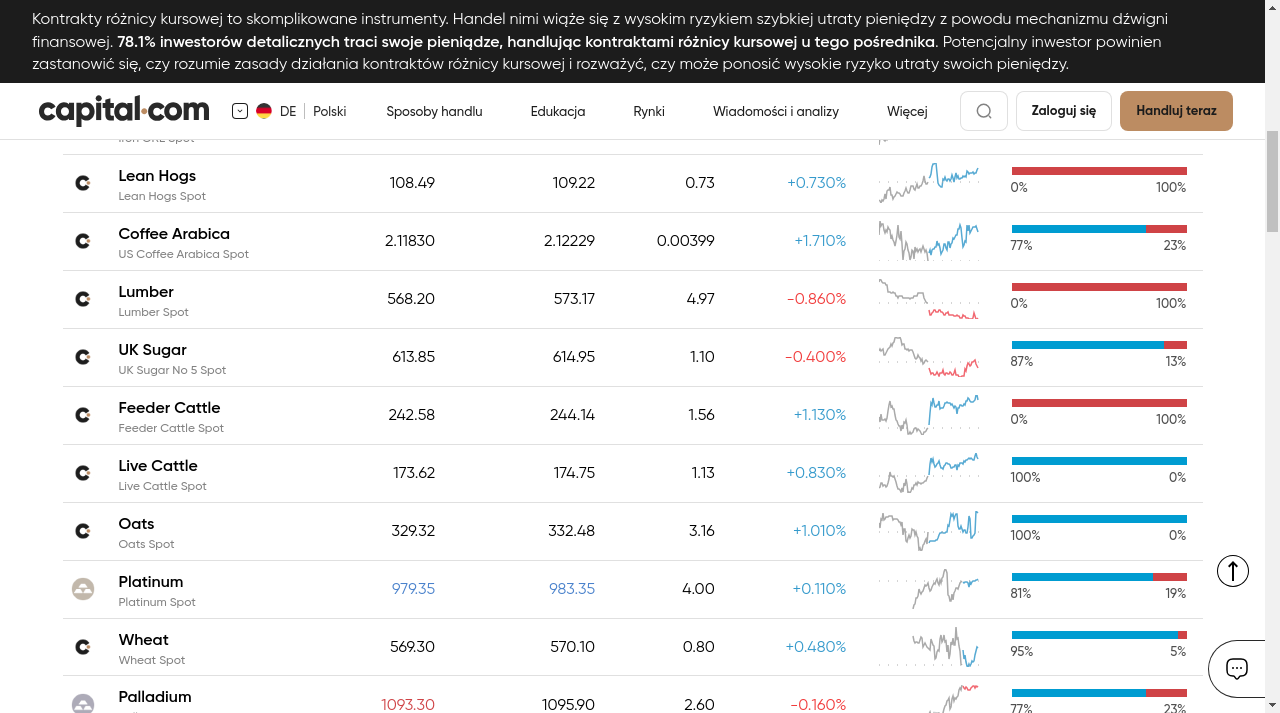 Kontrakty różnicy kursowej to skomplikowane instrumenty. Handel nimi wiąże się z wysokim ryzykiem szybkiej utraty pieniędzy z powodu mechanizmu dźwigni
finansowej. 78.1% inwestorów detalicznych traci swoje pieniądze, handlując kontraktami różnicy kursowej u tego pośrednika. Potencjalny inwestor powinien
zastanowić się, czy rozumie zasady działania kontraktów różnicy kursowej i rozważyć, czy może ponosić wysokie ryzyko utraty swoich pieniędzy.
capital.com DE Polski Sposoby handlu Edukacja Rynki Wiadomości i analizy Więcej Zaloguj się Handluj teraz
Lean Hogs 108.49 109.22 0.73 +0.730% 0% 100%
Lean Hogs Spot
Coffee Arabica 2.11830 2.12229 0.00399 +1.710% 77% 23%
US Coffee Arabica Spot
Lumber 568.20 573.17 4.97 -0.860% 0% 100%
Lumber Spot
UK Sugar 613.85 614.95 1.10 -0.400% 87% 13%
UK Sugar No 5 Spot
Feeder Cattle 242.58 244.14 1.56 +1.130% 0% 100%
Feeder Cattle Spot
Live Cattle 173.62 174.75 1.13 +0.830% 100% 0%
Live Cattle Spot
Oats 329.32 332.48 3.16 +1.010% 100% 0%
Oats Spot
Platinum 979.35 983.35 4.00 +0.110% 81% 19%
Platinum Spot
Wheat 569.30 570.10 0.80 +0.480% 95% 5%
Wheat Spot
Palladium 1093.30 1095.90 2.60 -0.160% 77% 23%